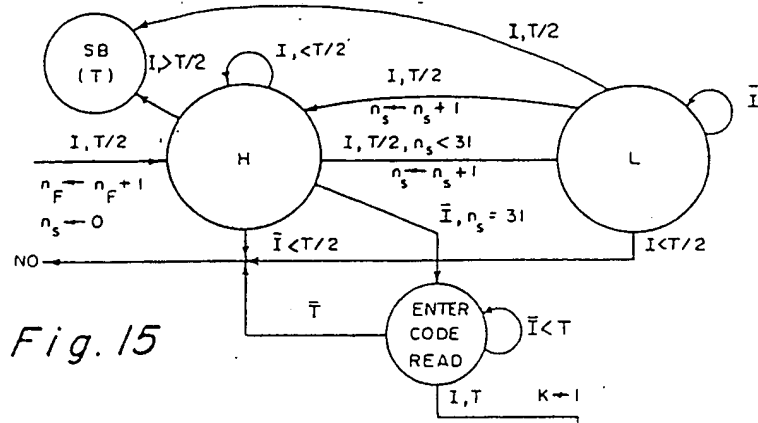 I, T/2
SB
(T)
I,>T/2
I, <T/2
I, T/2
n_s ← n_s + 1
Ī
I, T/2
H
I, T/2, n_s < 31
n_s ← n_s + 1
L
n_F ← n_F + 1
n_s ← 0
Ī, n_s = 31
NO
Ī < T/2
I < T/2
T̄
ENTER
CODE
READ
Ī < T
Fig. 15
I, T
K ← 1